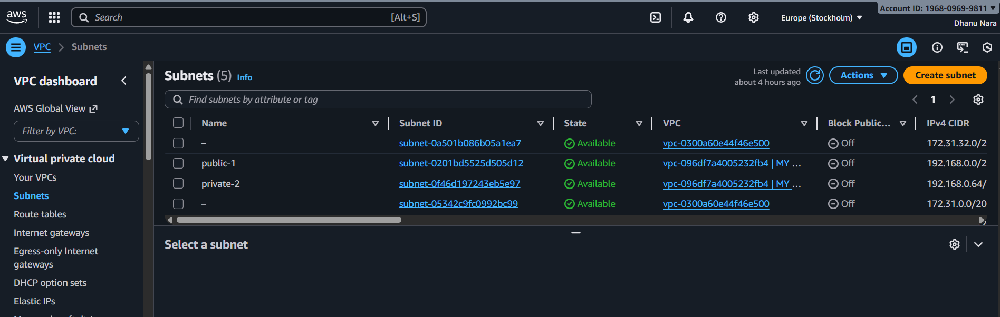 aws
Search
[Alt+S]
Europe (Stockholm)
Account ID: 1968-0969-9811
Dhanu Nara
VPC
Subnets
VPC dashboard
AWS Global View
Filter by VPC:
Virtual private cloud
Your VPCs
Subnets
Route tables
Internet gateways
Egress-only Internet
gateways
DHCP option sets
Elastic IPs
Subnets (5) Info
Last updated
about 4 hours ago
Actions
Create subnet
Find subnets by attribute or tag
1
Name Subnet ID State VPC Block Public... IPv4 CIDR
– subnet-0a501b086b05a1ea7 Available vpc-0300a60e44f46e500 Off 172.31.32.0/20
public-1 subnet-0201bd5525d505d12 Available vpc-096df7a4005232fb4 | MY ... Off 192.168.0.0/2
private-2 subnet-0f46d197243eb5e97 Available vpc-096df7a4005232fb4 | MY ... Off 192.168.0.64/
– subnet-05342c9fc0992bc99 Available vpc-0300a60e44f46e500 Off 172.31.0.0/20
Select a subnet